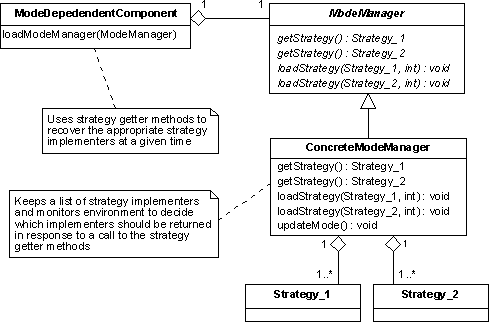 ModeDepedendentComponent
loadModeManager(ModeManager)
1
1
ModeManager
getStrategy() : Strategy_1
getStrategy() : Strategy_2
loadStrategy(Strategy_1, int) : void
loadStrategy(Strategy_2, int) : void
Uses strategy getter methods to
recover the appropriate strategy
implementers at a given time
ConcreteModeManager
getStrategy() : Strategy_1
getStrategy() : Strategy_2
loadStrategy(Strategy_1, int): void
loadStrategy(Strategy_2, int) : void
updateMode() : void
Keeps a list of strategy implementers
and monitors environment to decide
which implementers should be returned
in response to a call to the strategy
getter methods
1
1
1..*
1..*
Strategy_1
Strategy_2